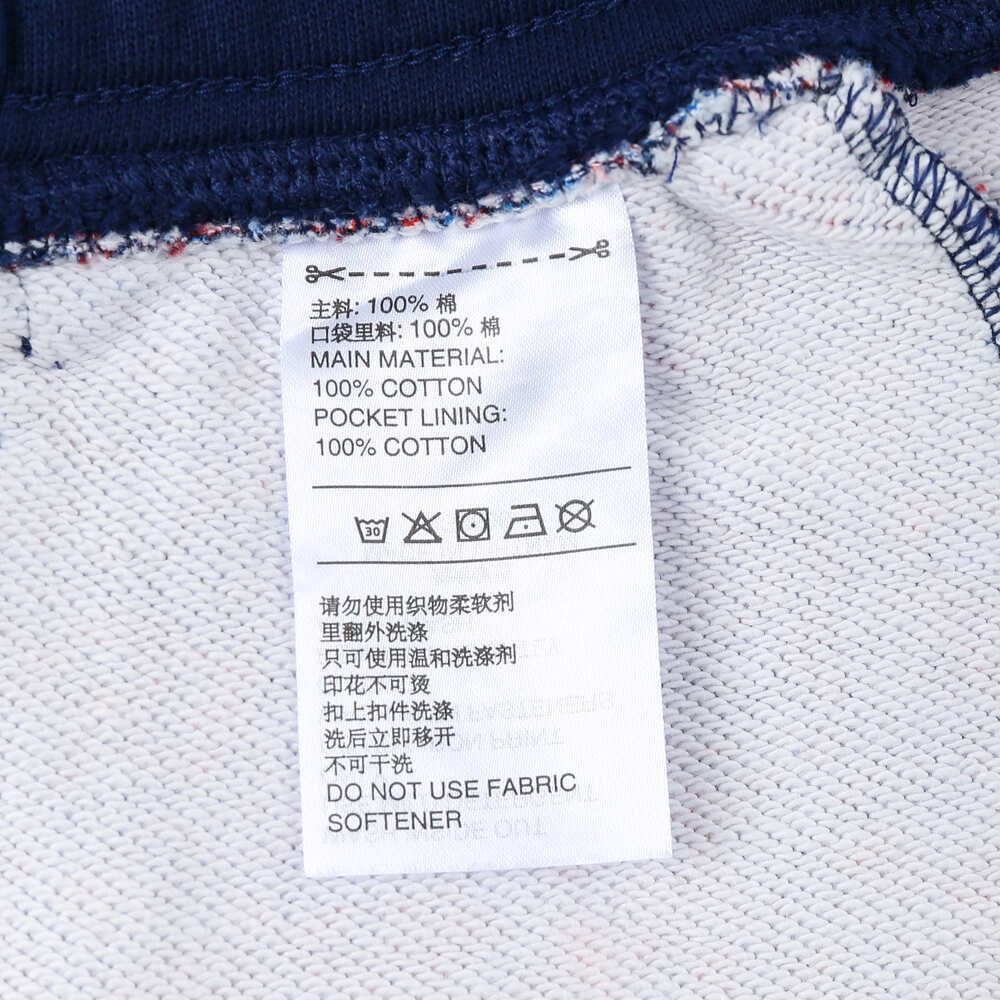 主料: 100% 棉
口袋里料: 100% 棉
MAIN MATERIAL:
100% COTTON
POCKET LINING:
100% COTTON
30
请勿使用织物柔软剂
里翻外洗涤
只可使用温和洗涤剂
印花不可烫
扣上扣件洗涤
洗后立即移开
不可干洗
DO NOT USE FABRIC
SOFTENER